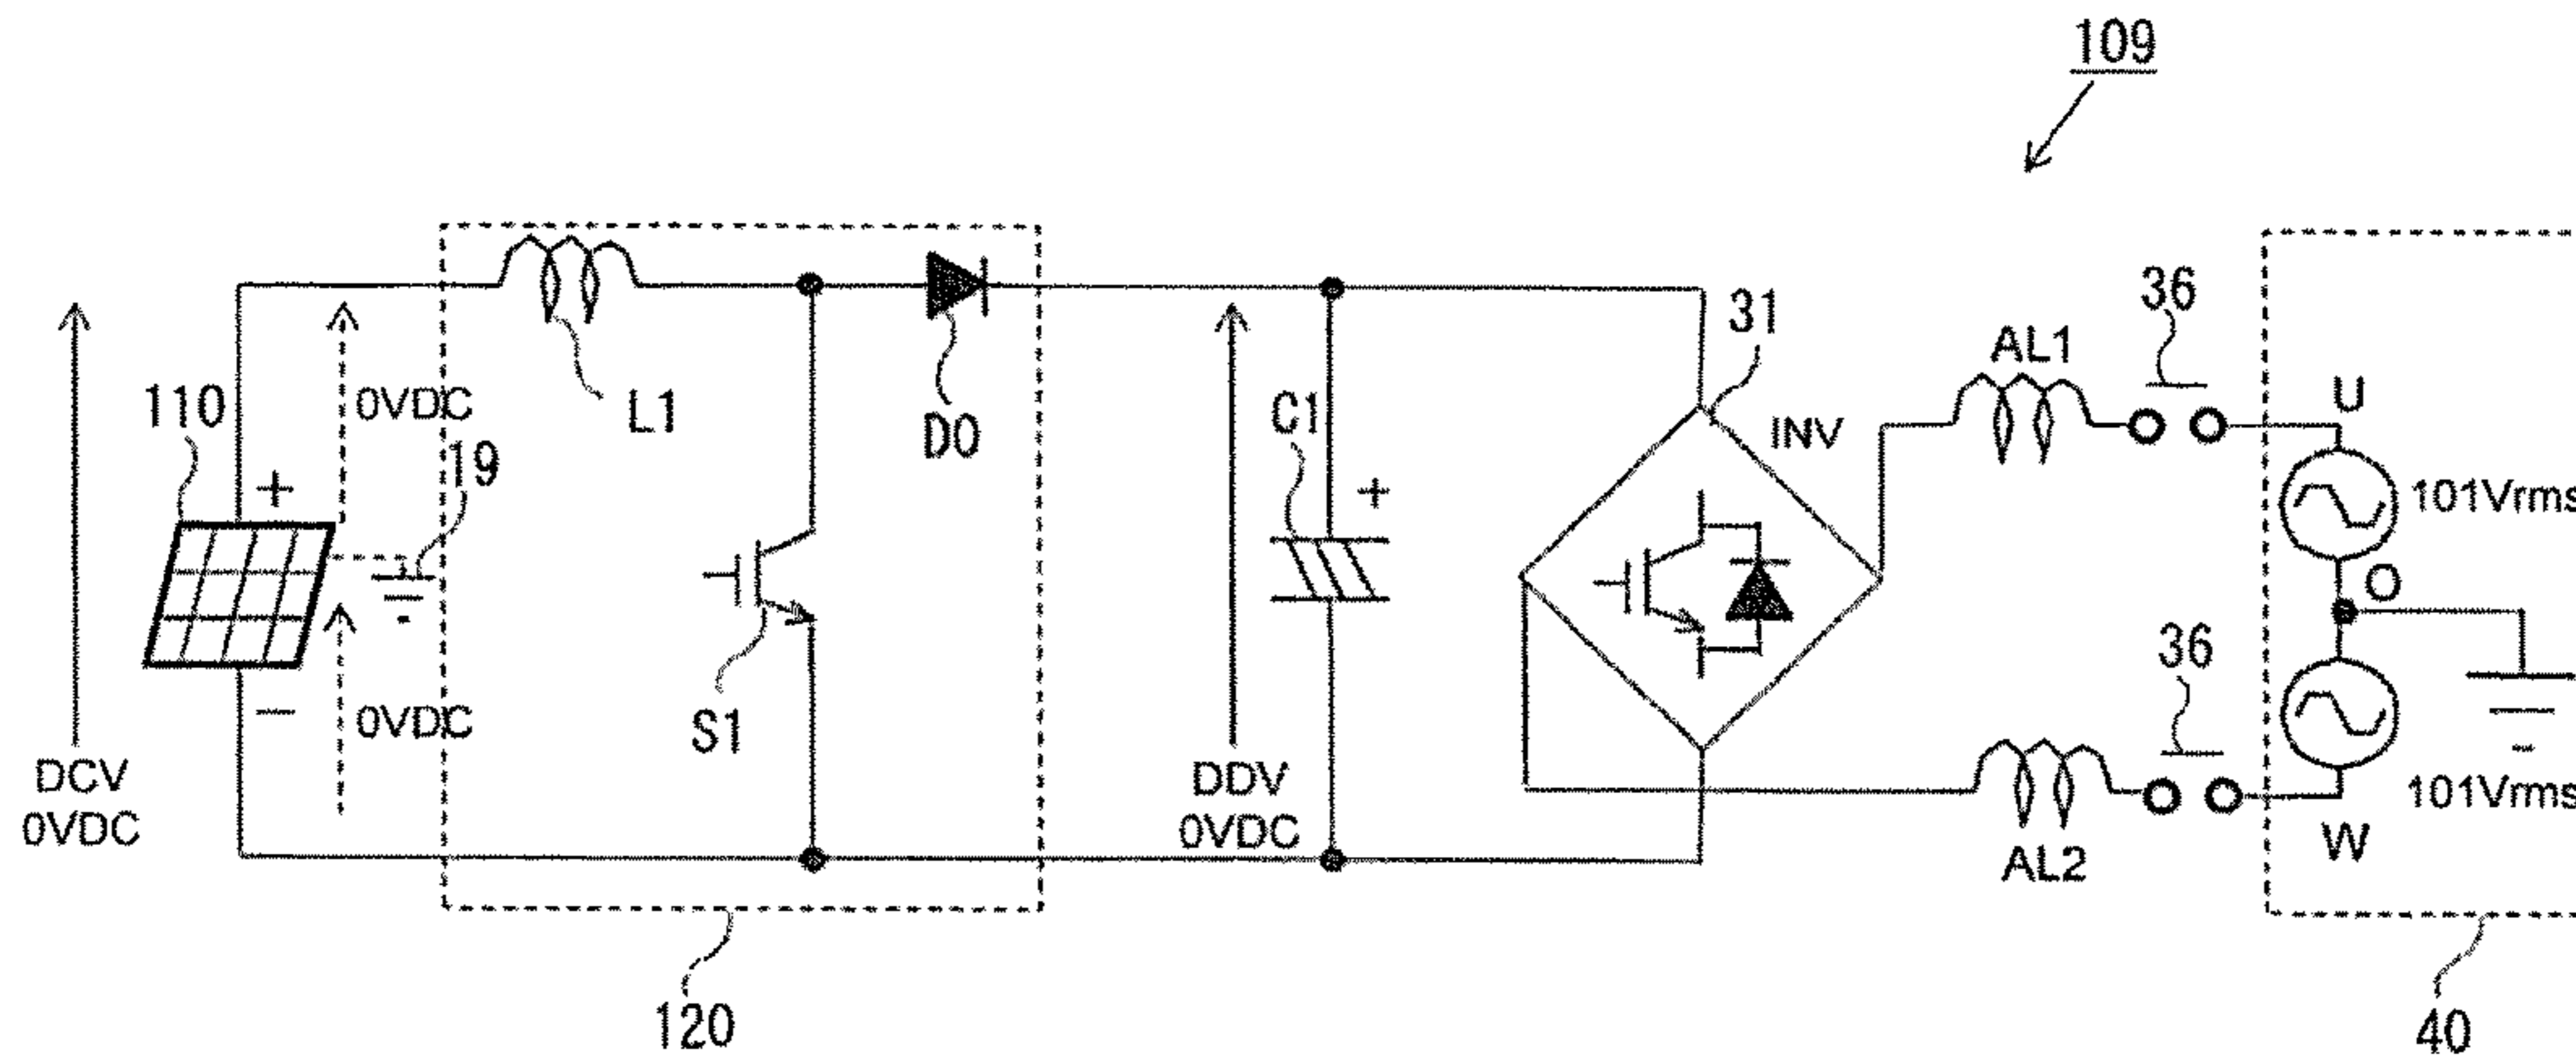 109
36
31
AL1
U
110
0VDC
L1
D0
C1
INV
+
19
+
101Vrms
O
36
−
0VDC
S1
DCV
0VDC
DDV
0VDC
AL2
W
101Vrms
120
40